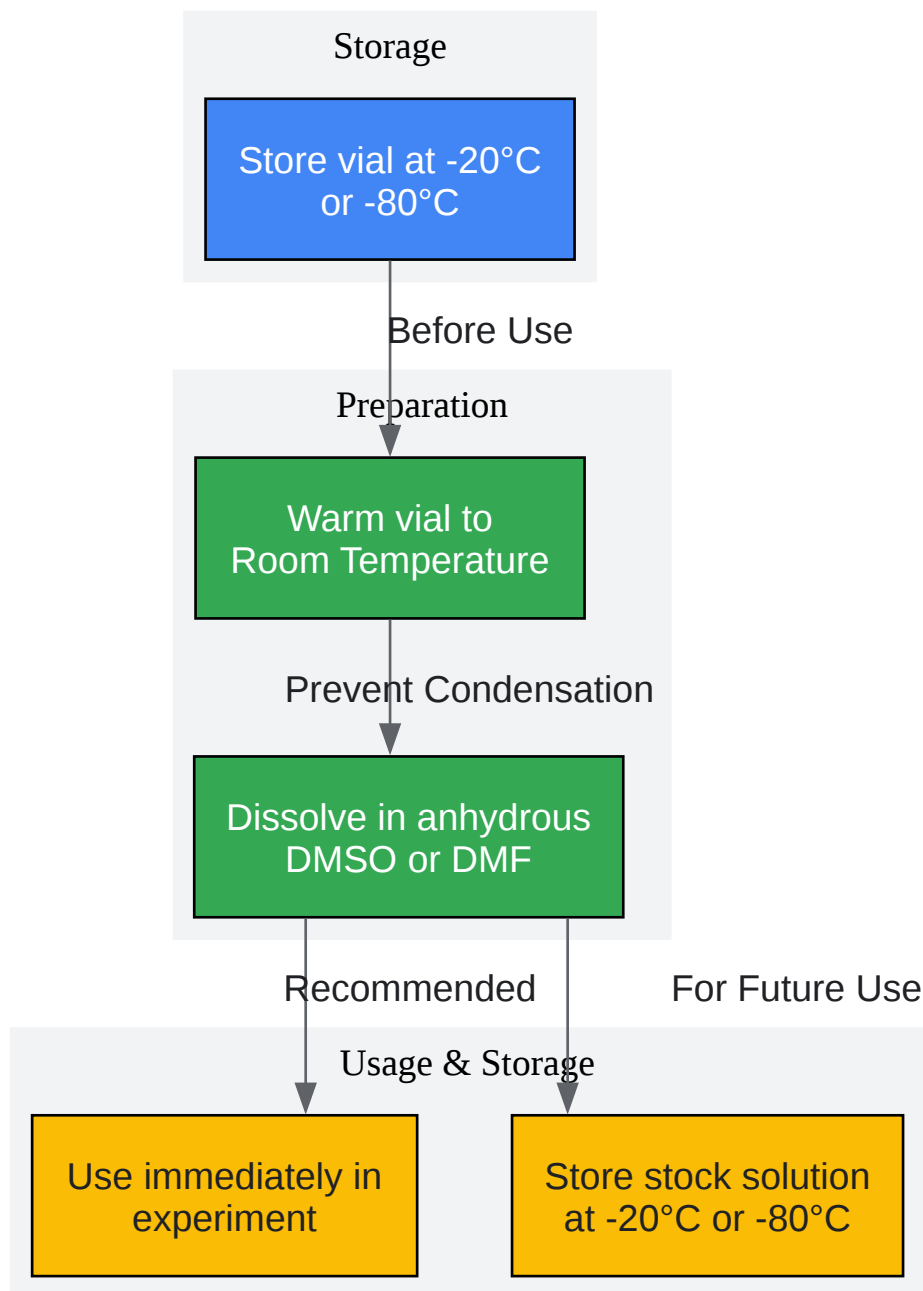 Storage
Store vial at -20°C
or -80°C
Before Use
Preparation
Warm vial to
Room Temperature
Prevent Condensation
Dissolve in anhydrous
DMSO or DMF
Recommended
For Future Use
Usage & Storage
Use immediately in
experiment
Store stock solution
at -20°C or -80°C